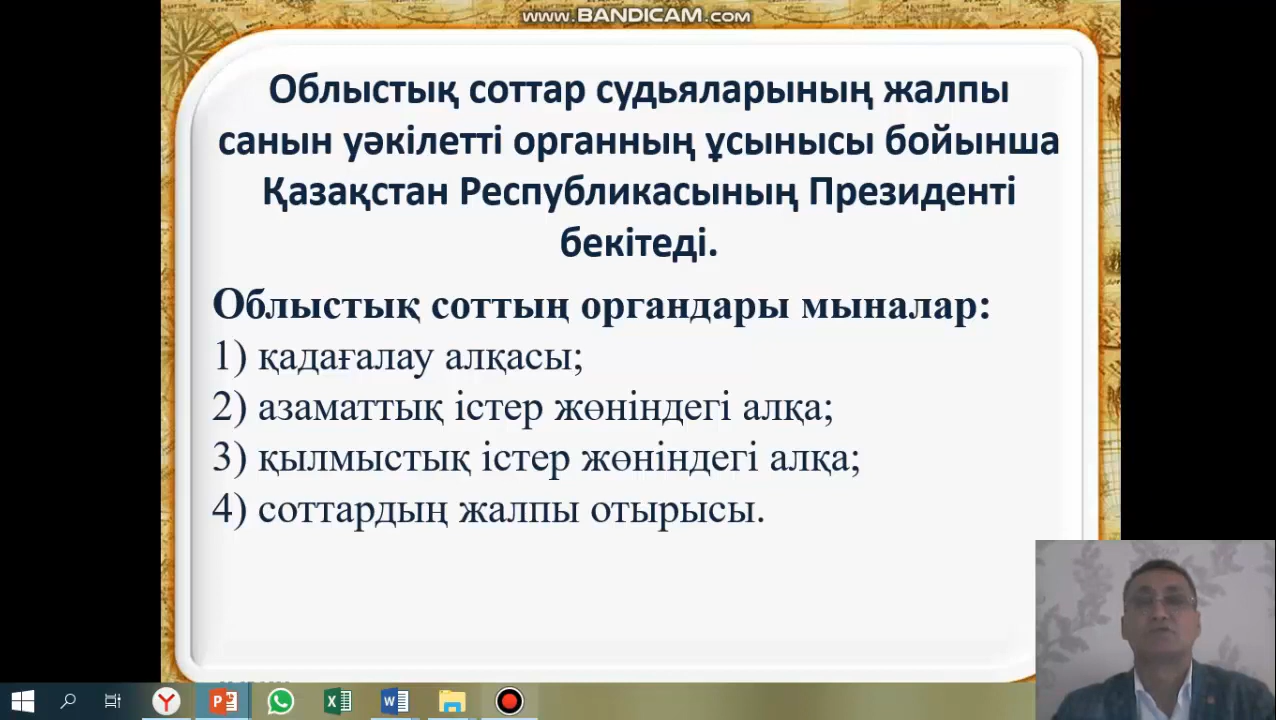 www.BANDICAM.com
Облыстық соттар судьяларының жалпы
санын уәкілетті органның ұсынысы бойынша
Қазақстан Республикасының Президенті
бекітеді.
Облыстық соттың органдары мыналар:
1) қадағалау алқасы;
2) азаматтық істер жөніндегі алқа;
3) қылмыстық істер жөніндегі алқа;
4) соттардың жалпы отырысы.